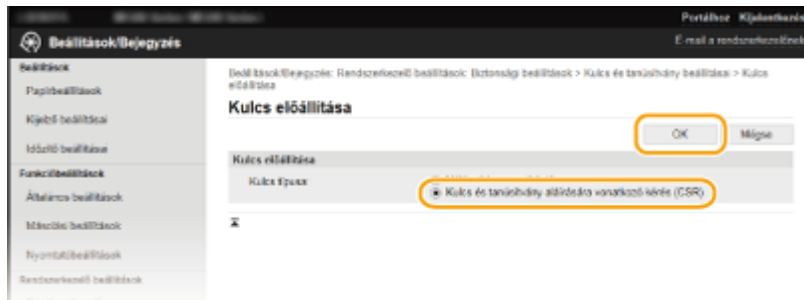 Portálhoz Kijelentkezés
Beállítások/Bejegyzés
E-mail a rendszerkezelőnek
Beállítások
Beállítások/Bejegyzés: Rendszerkezelő beállítások: Biztonsági beállítások > Kulcs és tanúsítvány beállításai > Kulcs
előállítása
Papírbeállítások
Kulcs előállítása
Kijelző beállításai
OK Mégse
Időzítő beállításai
Kulcs előállítása
Funkcióbeállítások
Kulcs típusa:
Kulcs és tanúsítvány aláírására vonatkozó kérés (CSR)
Általános beállítások
Másolási beállítások
Nyomtatóbeállítások
Rendszerkezelő beállítások